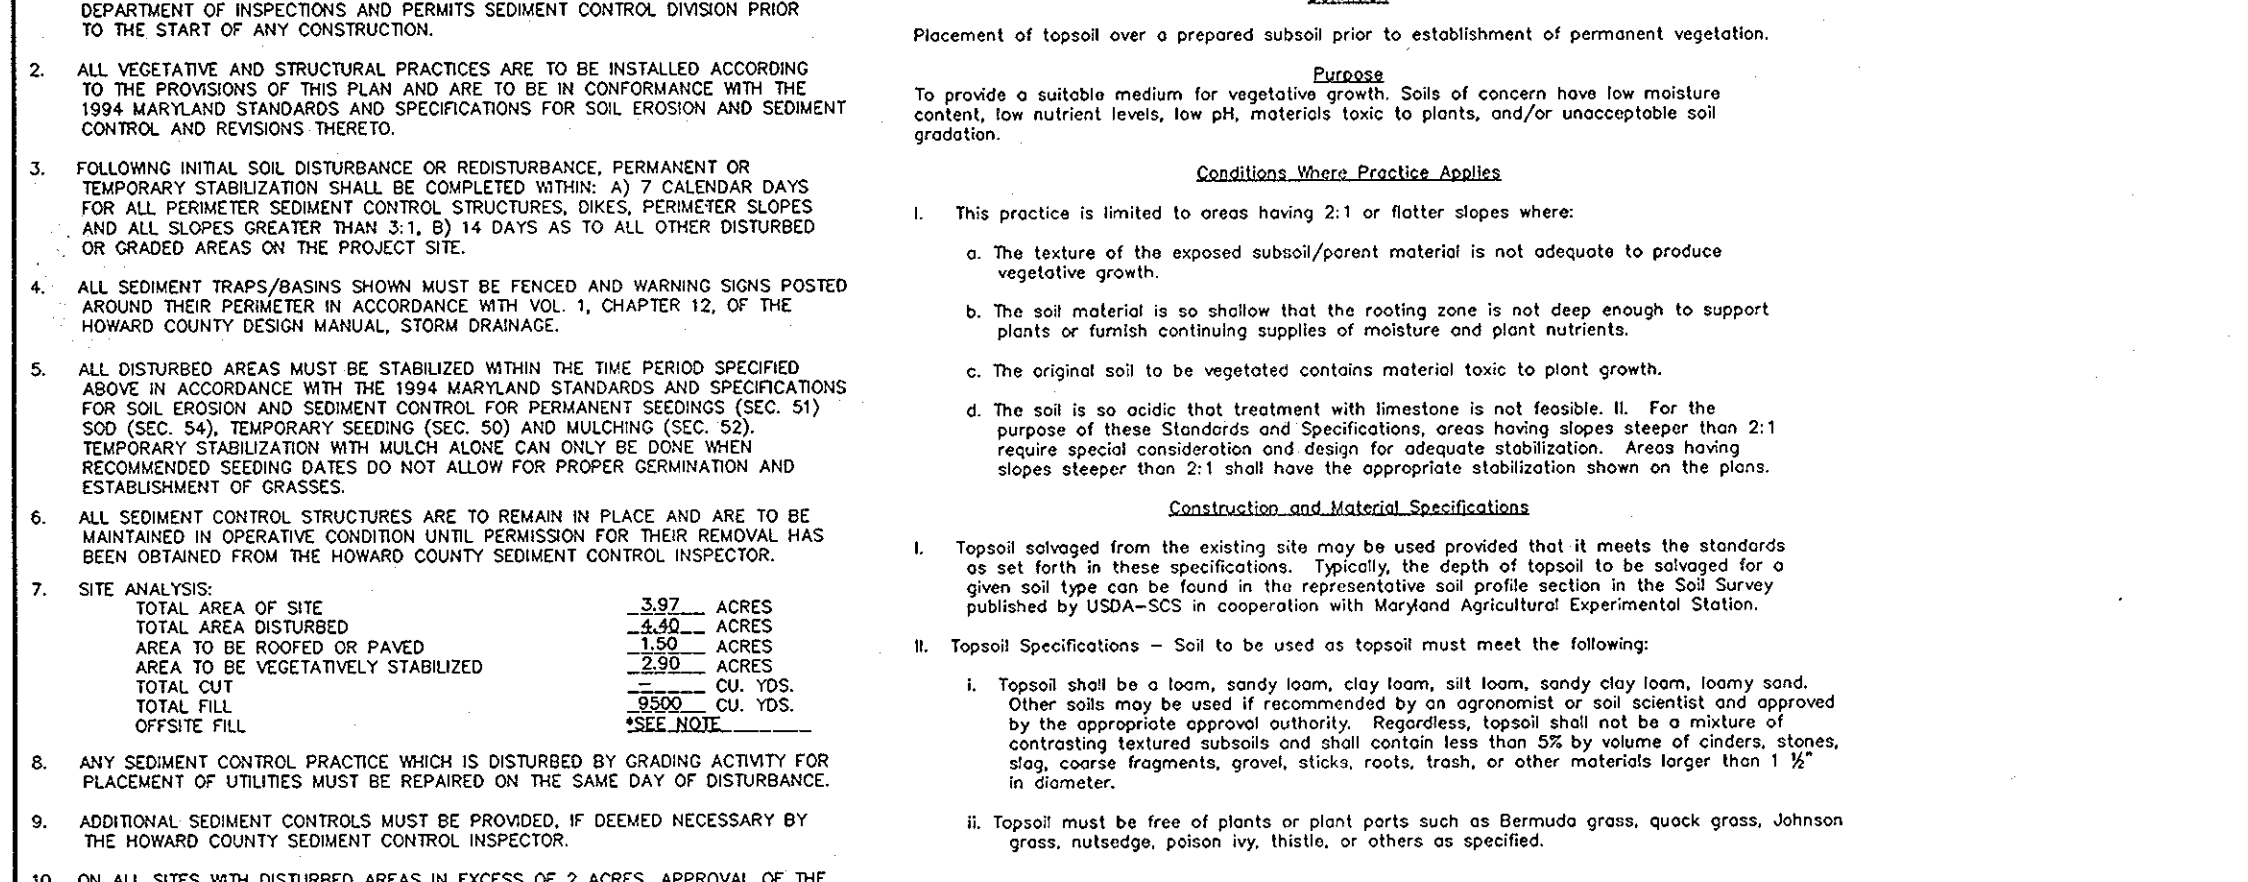 DEPARTMENT OF INSPECTIONS AND PERMITS SEDIMENT CONTROL DIVISION PRIOR
TO THE START OF ANY CONSTRUCTION.
2. ALL VEGETATIVE AND STRUCTURAL PRACTICES ARE TO BE INSTALLED ACCORDING
TO THE PROVISIONS OF THIS PLAN AND ARE TO BE IN CONFORMANCE WITH THE
1994 MARYLAND STANDARDS AND SPECIFICATIONS FOR SOIL EROSION AND SEDIMENT
CONTROL AND REVISIONS THERETO.
3. FOLLOWING INITIAL SOIL DISTURBANCE OR REDISTURBANCE, PERMANENT OR
TEMPORARY STABILIZATION SHALL BE COMPLETED WITHIN: A) 7 CALENDAR DAYS
FOR ALL PERIMETER SEDIMENT CONTROL STRUCTURES, DIKES, PERIMETER SLOPES
AND ALL SLOPES GREATER THAN 3:1, B) 14 DAYS AS TO ALL OTHER DISTURBED
OR GRADED AREAS ON THE PROJECT SITE.
4. ALL SEDIMENT TRAPS/BASINS SHOWN MUST BE FENCED AND WARNING SIGNS POSTED
AROUND THEIR PERIMETER IN ACCORDANCE WITH VOL. 1, CHAPTER 12, OF THE
HOWARD COUNTY DESIGN MANUAL, STORM DRAINAGE.
5. ALL DISTURBED AREAS MUST BE STABILIZED WITHIN THE TIME PERIOD SPECIFIED
ABOVE IN ACCORDANCE WITH THE 1994 MARYLAND STANDARDS AND SPECIFICATIONS
FOR SOIL EROSION AND SEDIMENT CONTROL FOR PERMANENT SEEDINGS (SEC. 51)
SOD (SEC. 54), TEMPORARY SEEDING (SEC. 50) AND MULCHING (SEC. 52).
TEMPORARY STABILIZATION WITH MULCH ALONE CAN ONLY BE DONE WHEN
RECOMMENDED SEEDING DATES DO NOT ALLOW FOR PROPER GERMINATION AND
ESTABLISHMENT OF GRASSES.
6. ALL SEDIMENT CONTROL STRUCTURES ARE TO REMAIN IN PLACE AND ARE TO BE
MAINTAINED IN OPERATIVE CONDITION UNTIL PERMISSION FOR THEIR REMOVAL HAS
BEEN OBTAINED FROM THE HOWARD COUNTY SEDIMENT CONTROL INSPECTOR.
7. SITE ANALYSIS:
TOTAL AREA OF SITE 3.97 ACRES
TOTAL AREA DISTURBED 4.40 ACRES
AREA TO BE ROOFED OR PAVED 1.50 ACRES
AREA TO BE VEGETATIVELY STABILIZED 2.90 ACRES
TOTAL CUT – CU. YDS.
TOTAL FILL 9500 CU. YDS.
OFFSITE FILL *SEE NOTE
8. ANY SEDIMENT CONTROL PRACTICE WHICH IS DISTURBED BY GRADING ACTIVITY FOR
PLACEMENT OF UTILITIES MUST BE REPAIRED ON THE SAME DAY OF DISTURBANCE.
9. ADDITIONAL SEDIMENT CONTROLS MUST BE PROVIDED, IF DEEMED NECESSARY BY
THE HOWARD COUNTY SEDIMENT CONTROL INSPECTOR.
10. ON ALL SITES WITH DISTURBED AREAS IN EXCESS OF 2 ACRES, APPROVAL OF THE
Placement of topsoil over a prepared subsoil prior to establishment of permanent vegetation.
Purpose
To provide a suitable medium for vegetative growth. Soils of concern have low moisture
content, low nutrient levels, low pH, materials toxic to plants, and/or unacceptable soil
gradation.
Conditions Where Practice Applies
I. This practice is limited to areas having 2:1 or flatter slopes where:
a. The texture of the exposed subsoil/parent material is not adequate to produce
vegetative growth.
b. The soil material is so shallow that the rooting zone is not deep enough to support
plants or furnish continuing supplies of moisture and plant nutrients.
c. The original soil to be vegetated contains material toxic to plant growth.
d. The soil is so acidic that treatment with limestone is not feasible. II. For the
purpose of these Standards and Specifications, areas having slopes steeper than 2:1
require special consideration and design for adequate stabilization. Areas having
slopes steeper than 2:1 shall have the appropriate stabilization shown on the plans.
Construction and Material Specifications
I. Topsoil salvaged from the existing site may be used provided that it meets the standards
as set forth in these specifications. Typically, the depth of topsoil to be salvaged for a
given soil type can be found in the representative soil profile section in the Soil Survey
published by USDA-SCS in cooperation with Maryland Agricultural Experimental Station.
II. Topsoil Specifications – Soil to be used as topsoil must meet the following:
i. Topsoil shall be a loam, sandy loam, clay loam, silt loam, sandy clay loam, loamy sand.
Other soils may be used if recommended by an agronomist or soil scientist and approved
by the appropriate approval authority. Regardless, topsoil shall not be a mixture of
contrasting textured subsoils and shall contain less than 5% by volume of cinders, stones,
slag, coarse fragments, gravel, sticks, roots, trash, or other materials larger than 1 ½"
in diameter.
ii. Topsoil must be free of plants or plant parts such as Bermuda grass, quack grass, Johnson
grass, nutsedge, poison ivy, thistle, or others as specified.